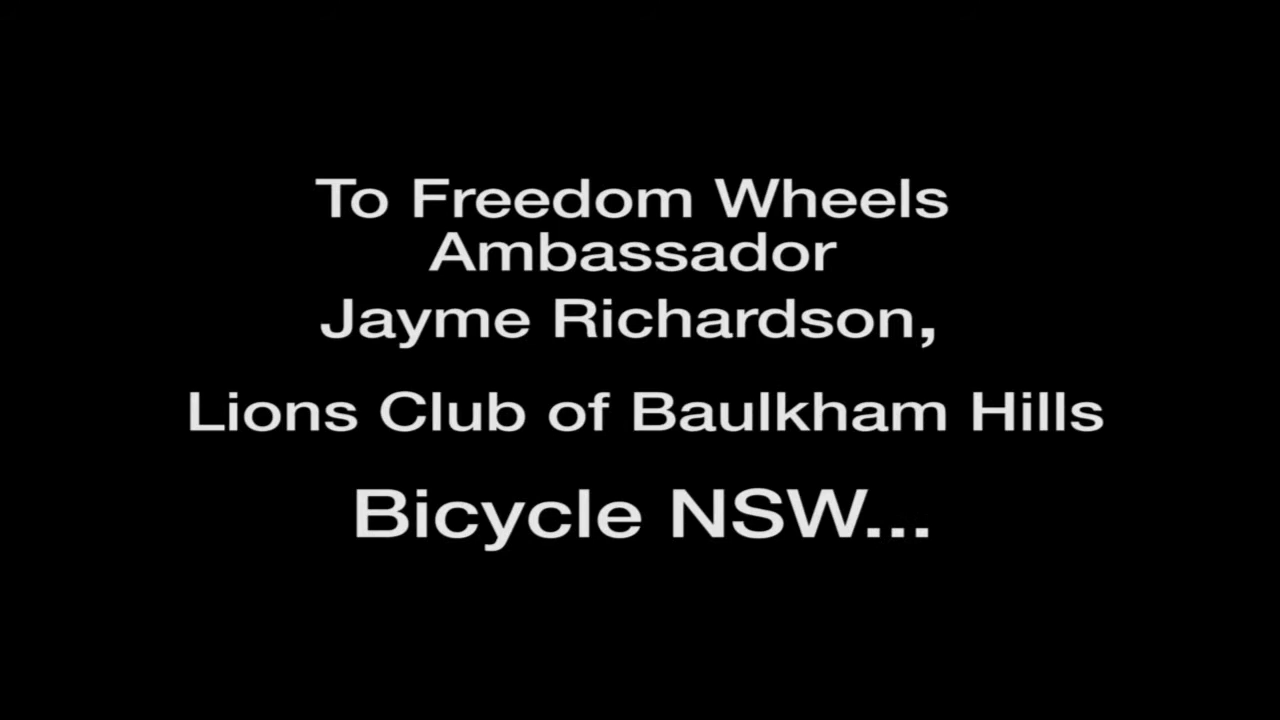 To Freedom Wheels
Ambassador
Jayme Richardson,
Lions Club of Baulkham Hills
Bicycle NSW...